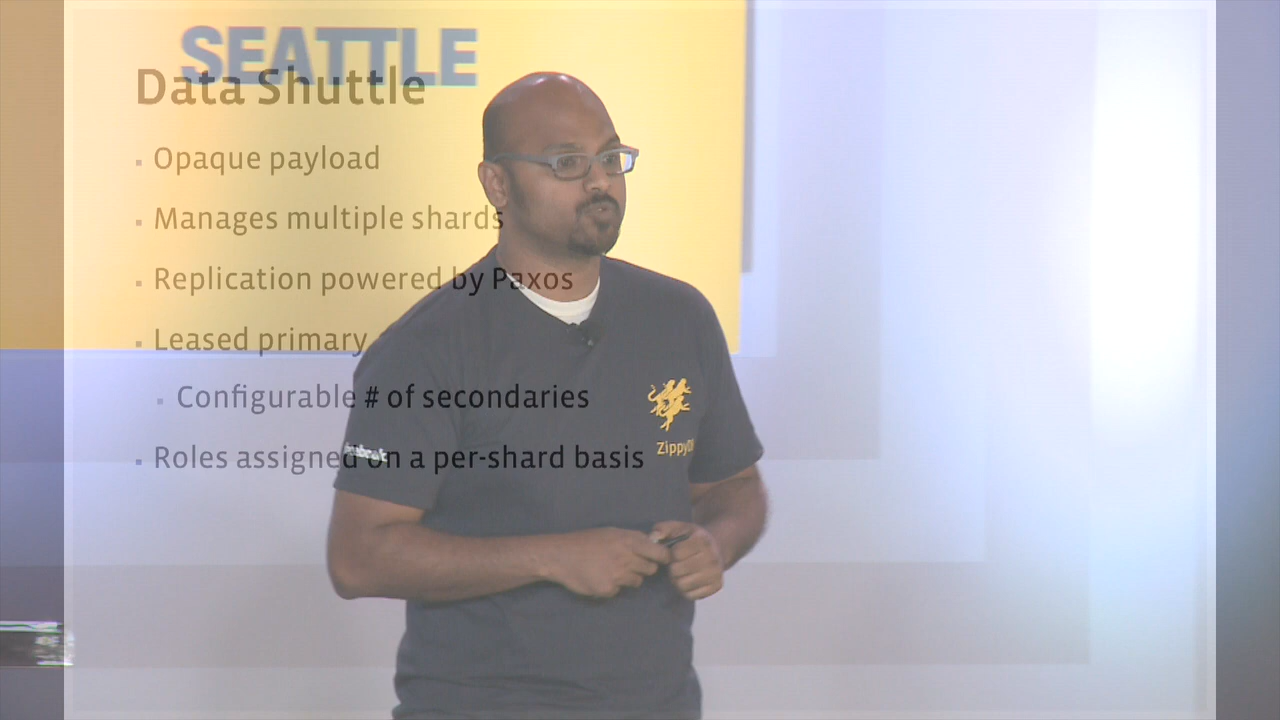 SEATTLE
Data Shuttle
Opaque payload
Manages multiple shards
Replication powered by Paxos
Leased primary
Configurable # of secondaries
Roles assigned on a per-shard basis